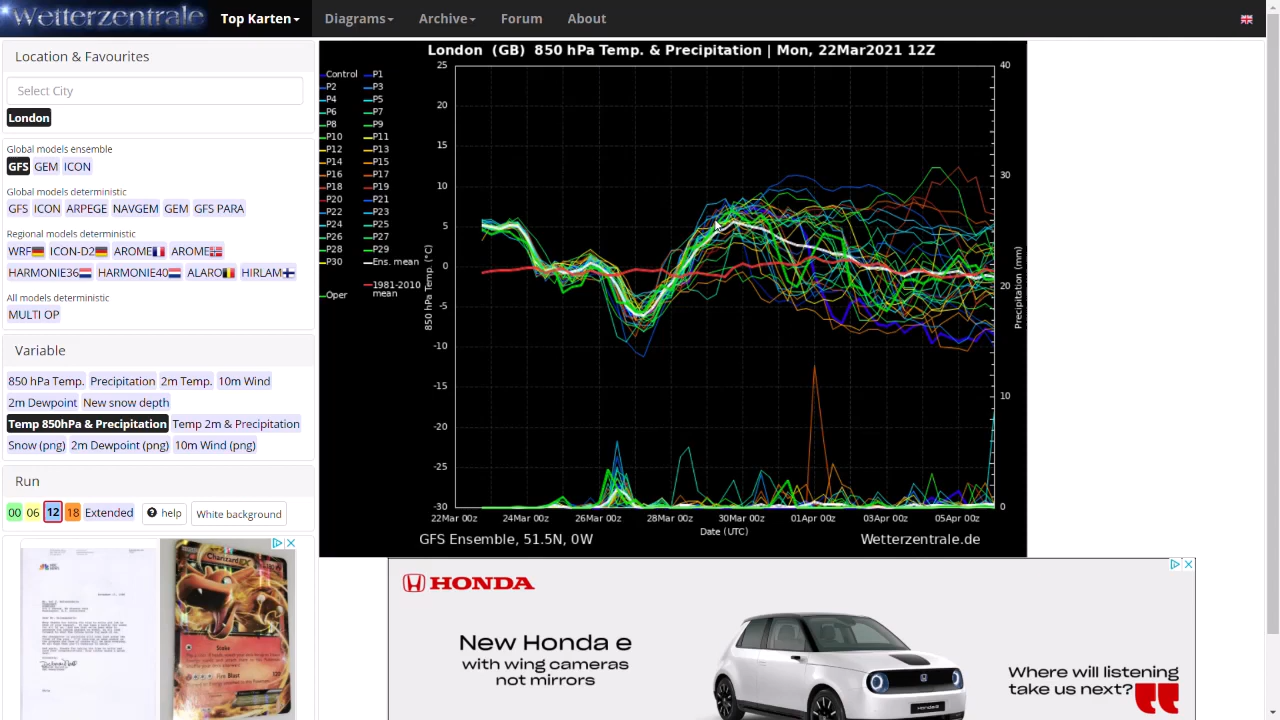 Wetterzentrale
Top Karten
Diagrams
Archive
Forum
About
Location & Favourites
Select City
London
Global models ensemble
GFS GEM ICON
Global models deterministic
GFS ICON ARPEGE NAVGEM GEM GFS PARA
Regional models deterministic
WRF ICON-D2 AROME AROME
HARMONIE36 HARMONIE40 ALARO HIRLAM
All models deterministic
MULTI OP
Variable
850 hPa Temp. Precipitation 2m Temp. 10m Wind
2m Dewpoint New snow depth
Temp 850hPa & Precipitation Temp 2m & Precipitation
Snow (png) 2m Dewpoint (png) 10m Wind (png)
Run
00 06 12 18 Extended help White background
London (GB) 850 hPa Temp. & Precipitation | Mon, 22Mar2021 12Z
Control P1
P2 P3
P4 P5
P6 P7
P8 P9
P10 P11
P12 P13
P14 P15
P16 P17
P18 P19
P20 P21
P22 P23
P24 P25
P26 P27
P28 P29
P30 Ens. mean
1981-2010
mean
Oper
25
20
15
10
5
0
-5
-10
-15
-20
-25
-30
850 hPa Temp. (°C)
40
30
20
10
0
Precipitation (mm)
22Mar 00z 24Mar 00z 26Mar 00z 28Mar 00z 30Mar 00z 01Apr 00z 03Apr 00z 05Apr 00z
Date (UTC)
GFS Ensemble, 51.5N, 0W
Wetterzentrale.de
Charizard EX
HONDA
New Honda e
with wing cameras
not mirrors
Where will listening
take us next?